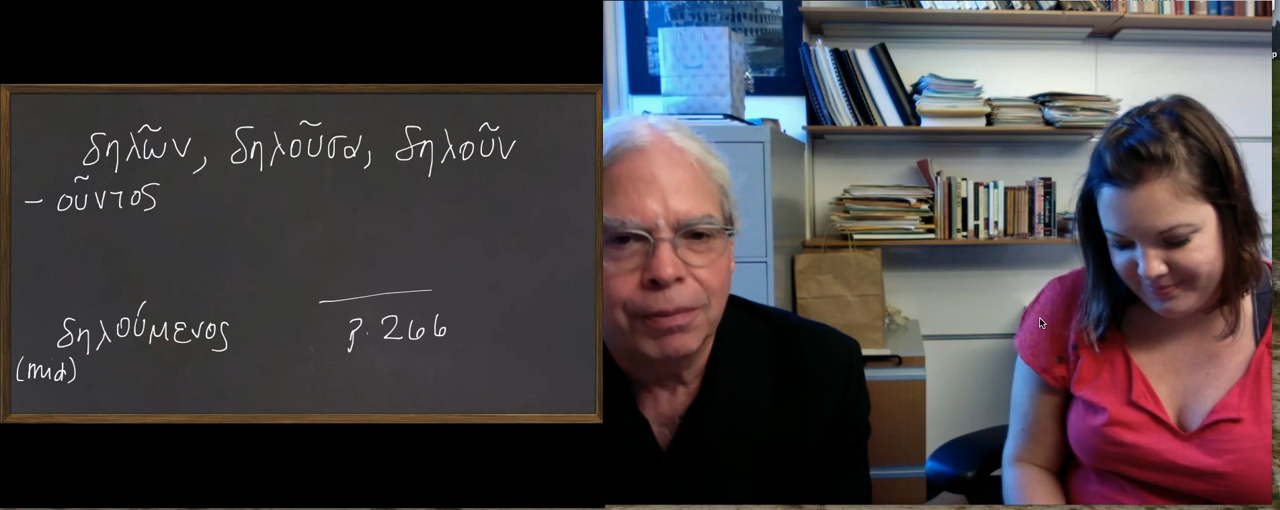 δηλῶν, δηλοῦσα, δηλοῦν
– οῦντος
δηλούμενος
(mid)
p. 266